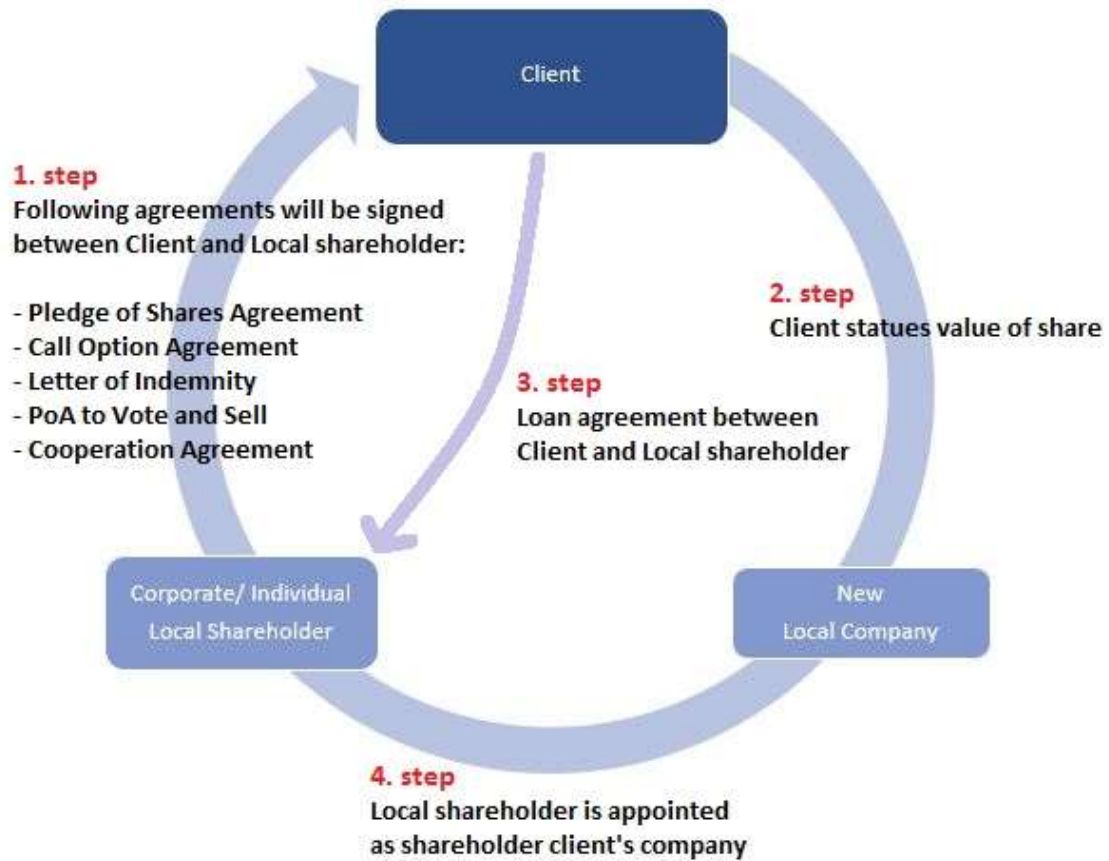 Client
1. step
Following agreements will be signed
between Client and Local shareholder:
- Pledge of Shares Agreement
- Call Option Agreement
- Letter of Indemnity
- PoA to Vote and Sell
- Cooperation Agreement
2. step
Client statues value of share
3. step
Loan agreement between
Client and Local shareholder
Corporate/ Individual
Local Shareholder
New
Local Company
4. step
Local shareholder is appointed
as shareholder client's company